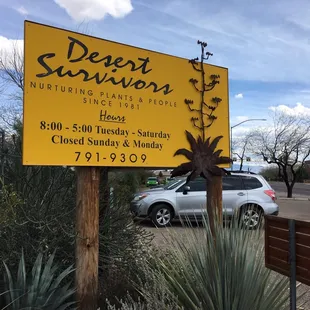 Desert
Survivors
NURTURING PLANTS & PEOPLE
SINCE 1981
Hours
8:00 - 5:00 Tuesday - Saturday
Closed Sunday & Monday
791-9309